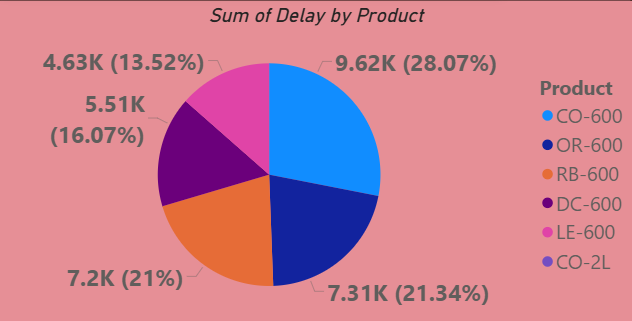 Sum of Delay by Product
4.63K (13.52%)
9.62K (28.07%)
5.51K
(16.07%)
7.2K (21%)
7.31K (21.34%)
Product
CO-600
OR-600
RB-600
DC-600
LE-600
CO-2L